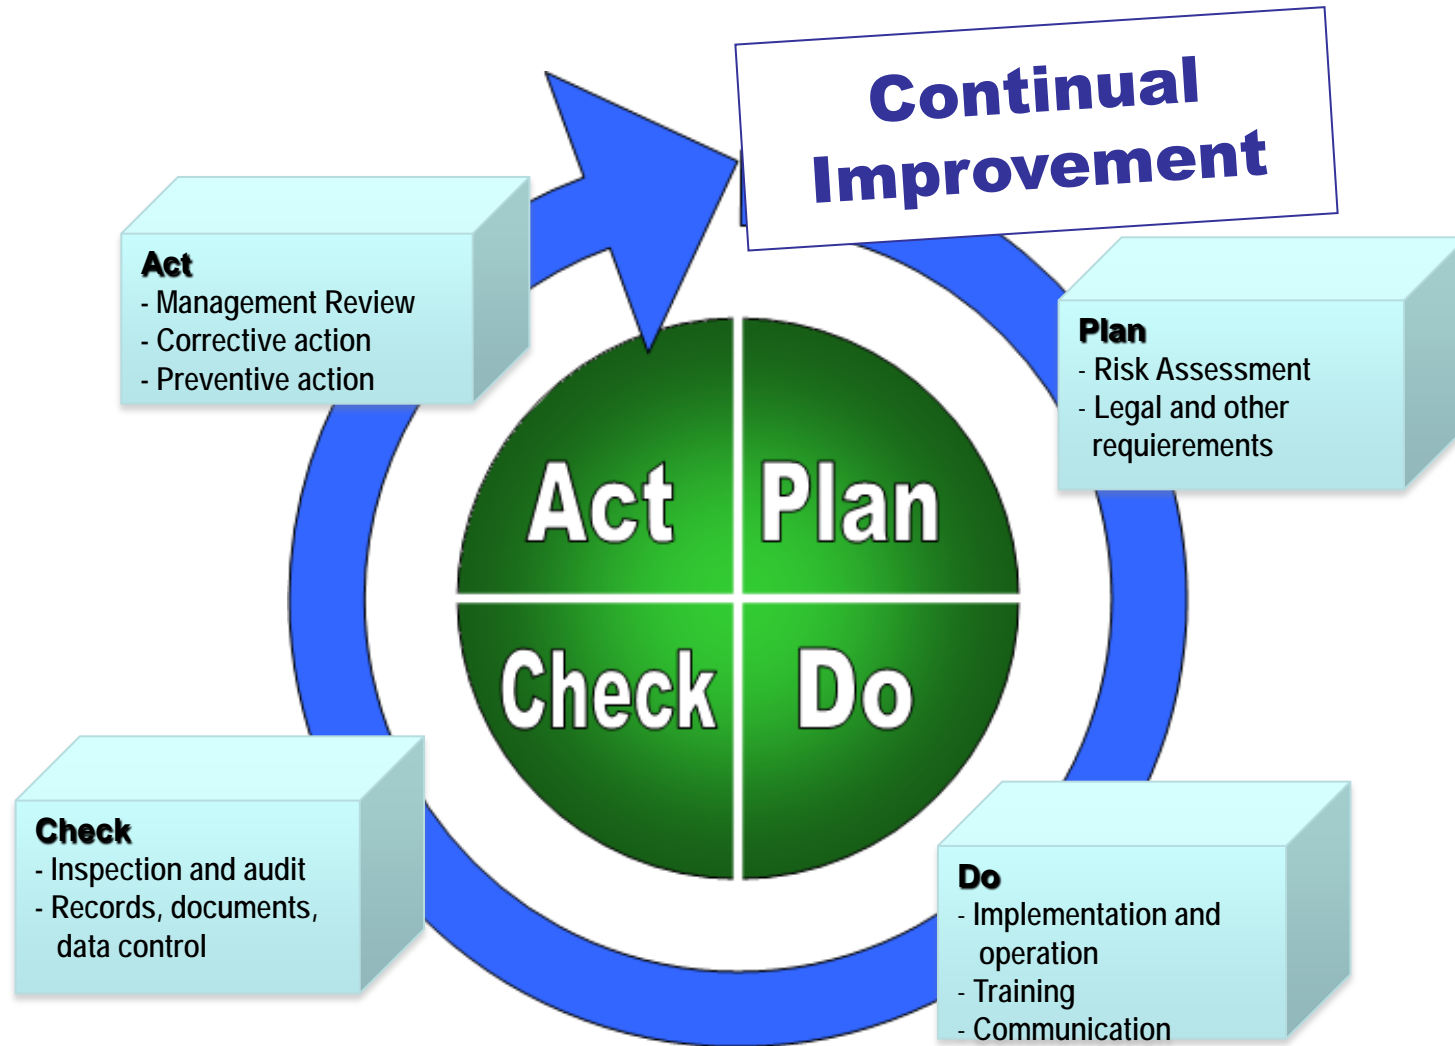 Continual
Improvement
Act
- Management Review
- Corrective action
- Preventive action
Plan
- Risk Assessment
- Legal and other
requierements
Act
Plan
Check
Do
Check
- Inspection and audit
- Records, documents,
data control
Do
- Implementation and
operation
- Training
- Communication